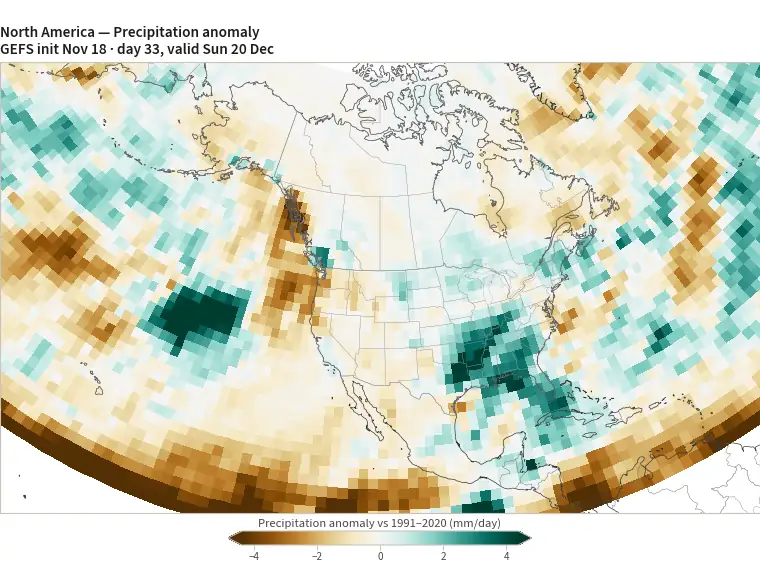 North America — Precipitation anomaly
GEFS init Nov 18 · day 33, valid Sun 20 Dec
Precipitation anomaly vs 1991–2020 (mm/day)
−4 −2 0 2 4